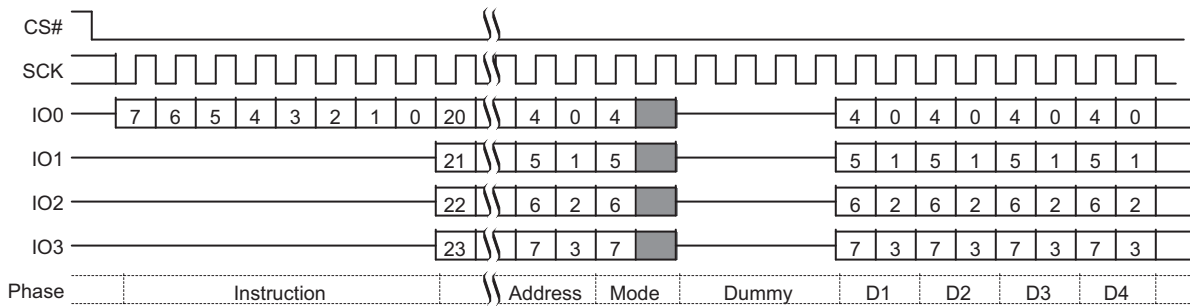 CS#
SCK
IO0 7 6 5 4 3 2 1 0 20 4 0 4 4 0 4 0 4 0 4 0
IO1 21 5 1 5 5 1 5 1 5 1 5 1
IO2 22 6 2 6 6 2 6 2 6 2 6 2
IO3 23 7 3 7 7 3 7 3 7 3 7 3
Phase Instruction Address Mode Dummy D1 D2 D3 D4